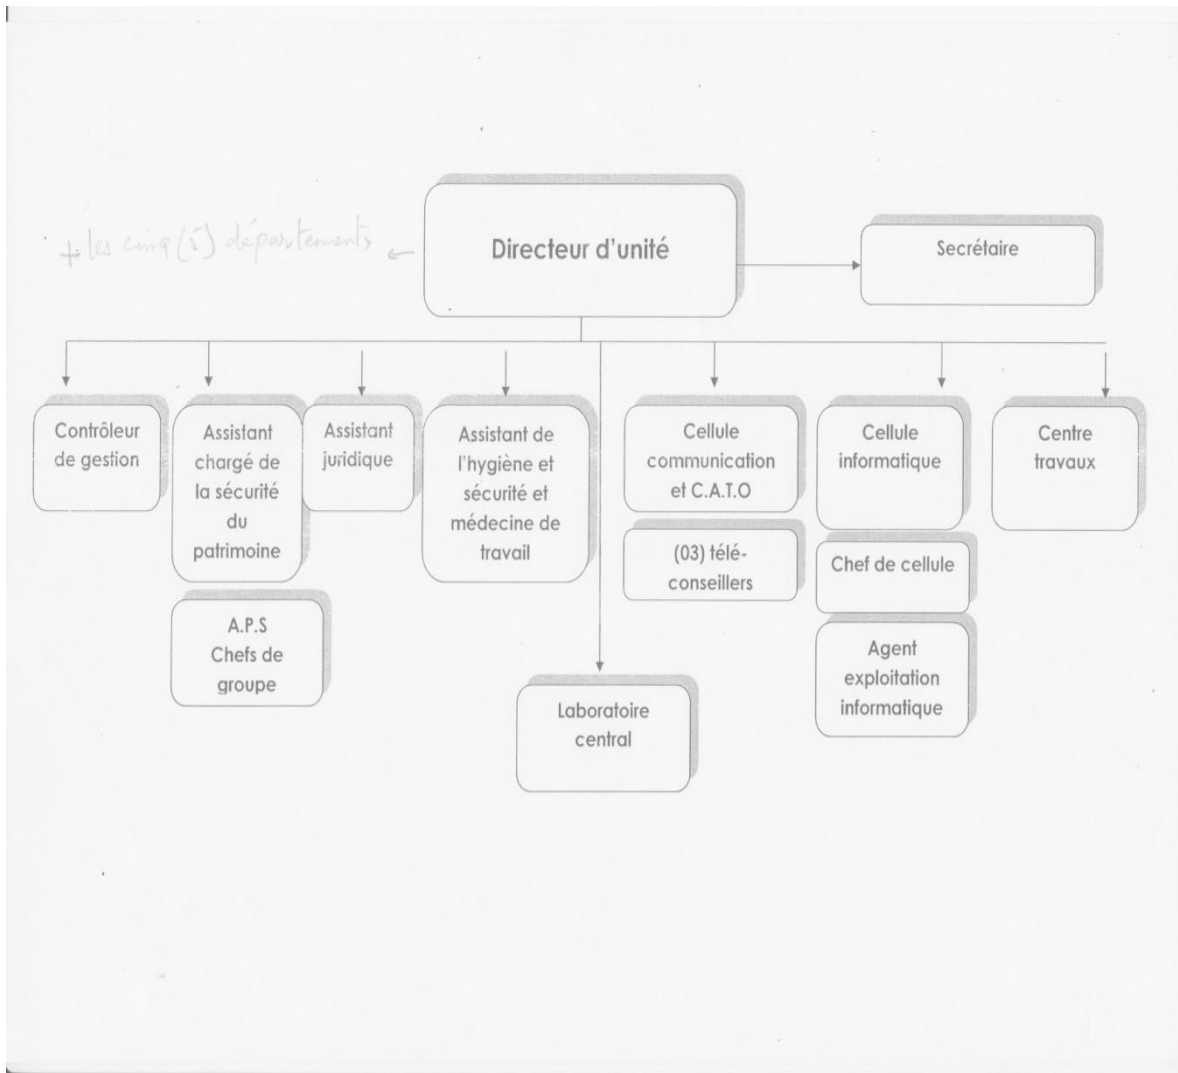 Directeur d'unité
Secrétaire
+ les cinq (5) départements ←
Contrôleur
de gestion
Assistant
chargé de
la sécurité
du
patrimoine
A.P.S
Chefs de
groupe
Assistant
juridique
Assistant de
l'hygiène et
sécurité et
médecine de
travail
Laboratoire
central
Cellule
communication
et C.A.T.O
(03) télé-
conseillers
Cellule
informatique
Chef de cellule
Agent
exploitation
informatique
Centre
travaux